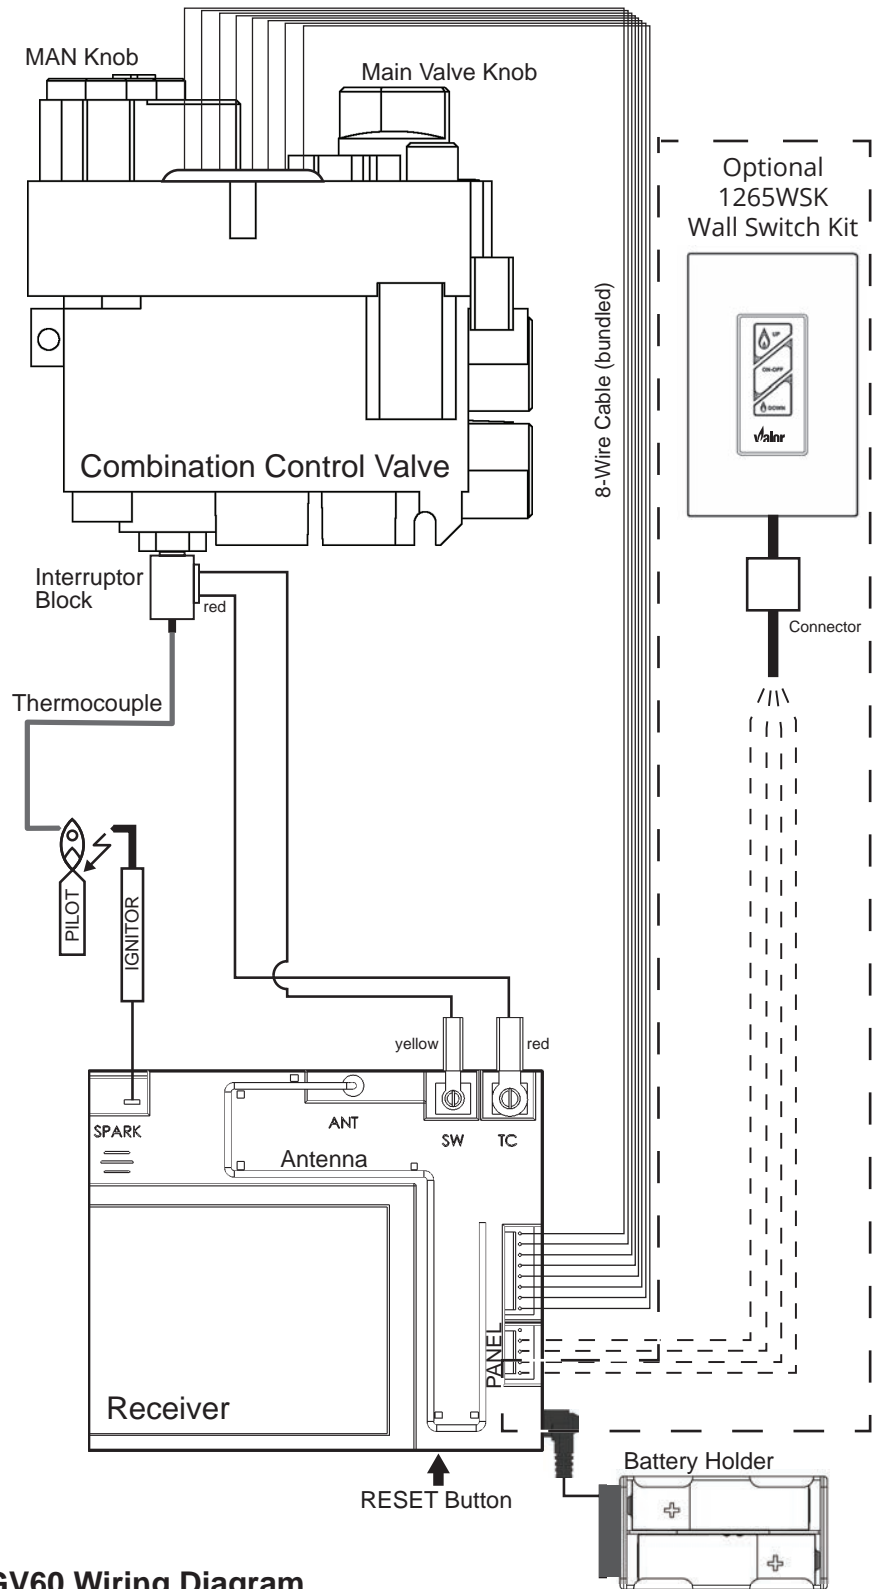 MAN Knob
Main Valve Knob
Optional
1265WSK
Wall Switch Kit
UP
ON-OFF
DOWN
Valor
8-Wire Cable (bundled)
Combination Control Valve
Interruptor
Block
red
Connector
Thermocouple
PILOT
IGNITOR
yellow
red
SPARK
ANT
SW
TC
Antenna
PANEL
Receiver
RESET Button
Battery Holder
+
+
GV60 Wiring Diagram